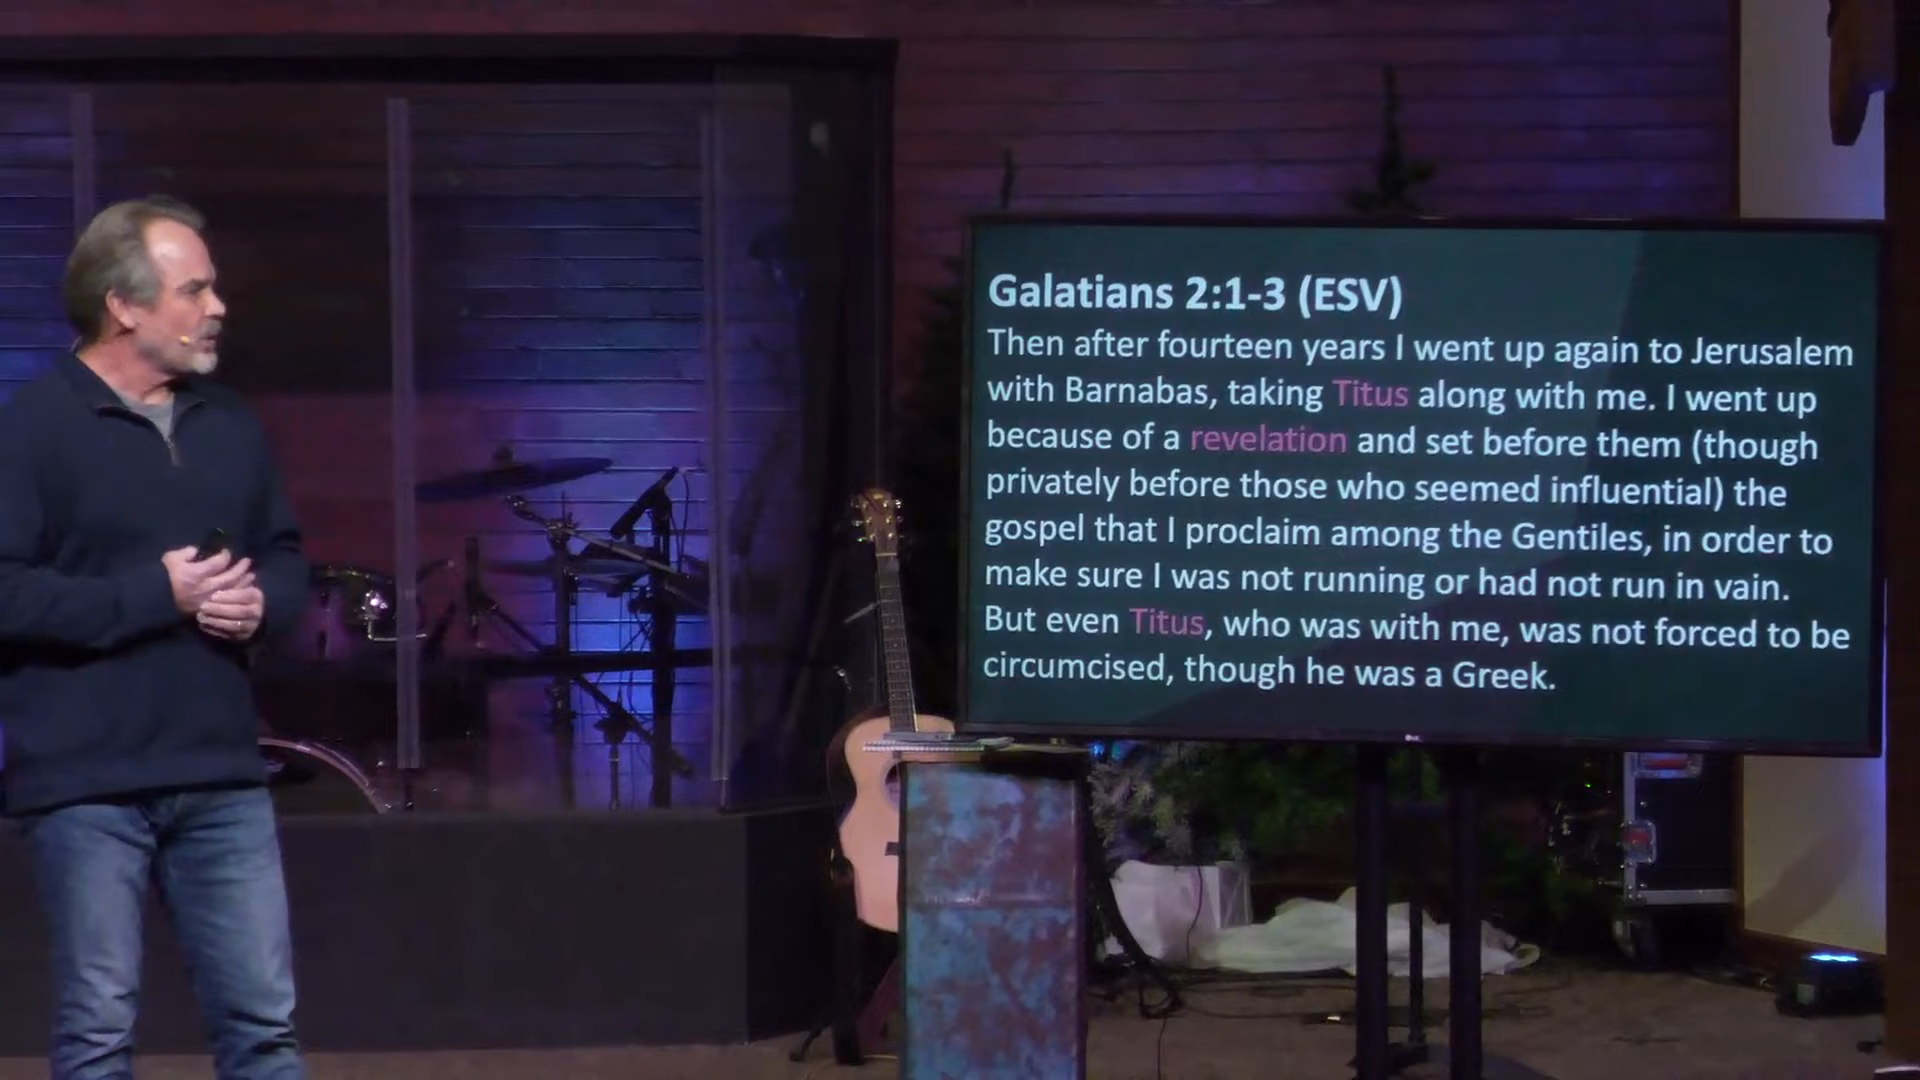 Galatians 2:1-3 (ESV)
Then after fourteen years I went up again to Jerusalem
with Barnabas, taking Titus along with me. I went up
because of a revelation and set before them (though
privately before those who seemed influential) the
gospel that I proclaim among the Gentiles, in order to
make sure I was not running or had not run in vain.
But even Titus, who was with me, was not forced to be
circumcised, though he was a Greek.